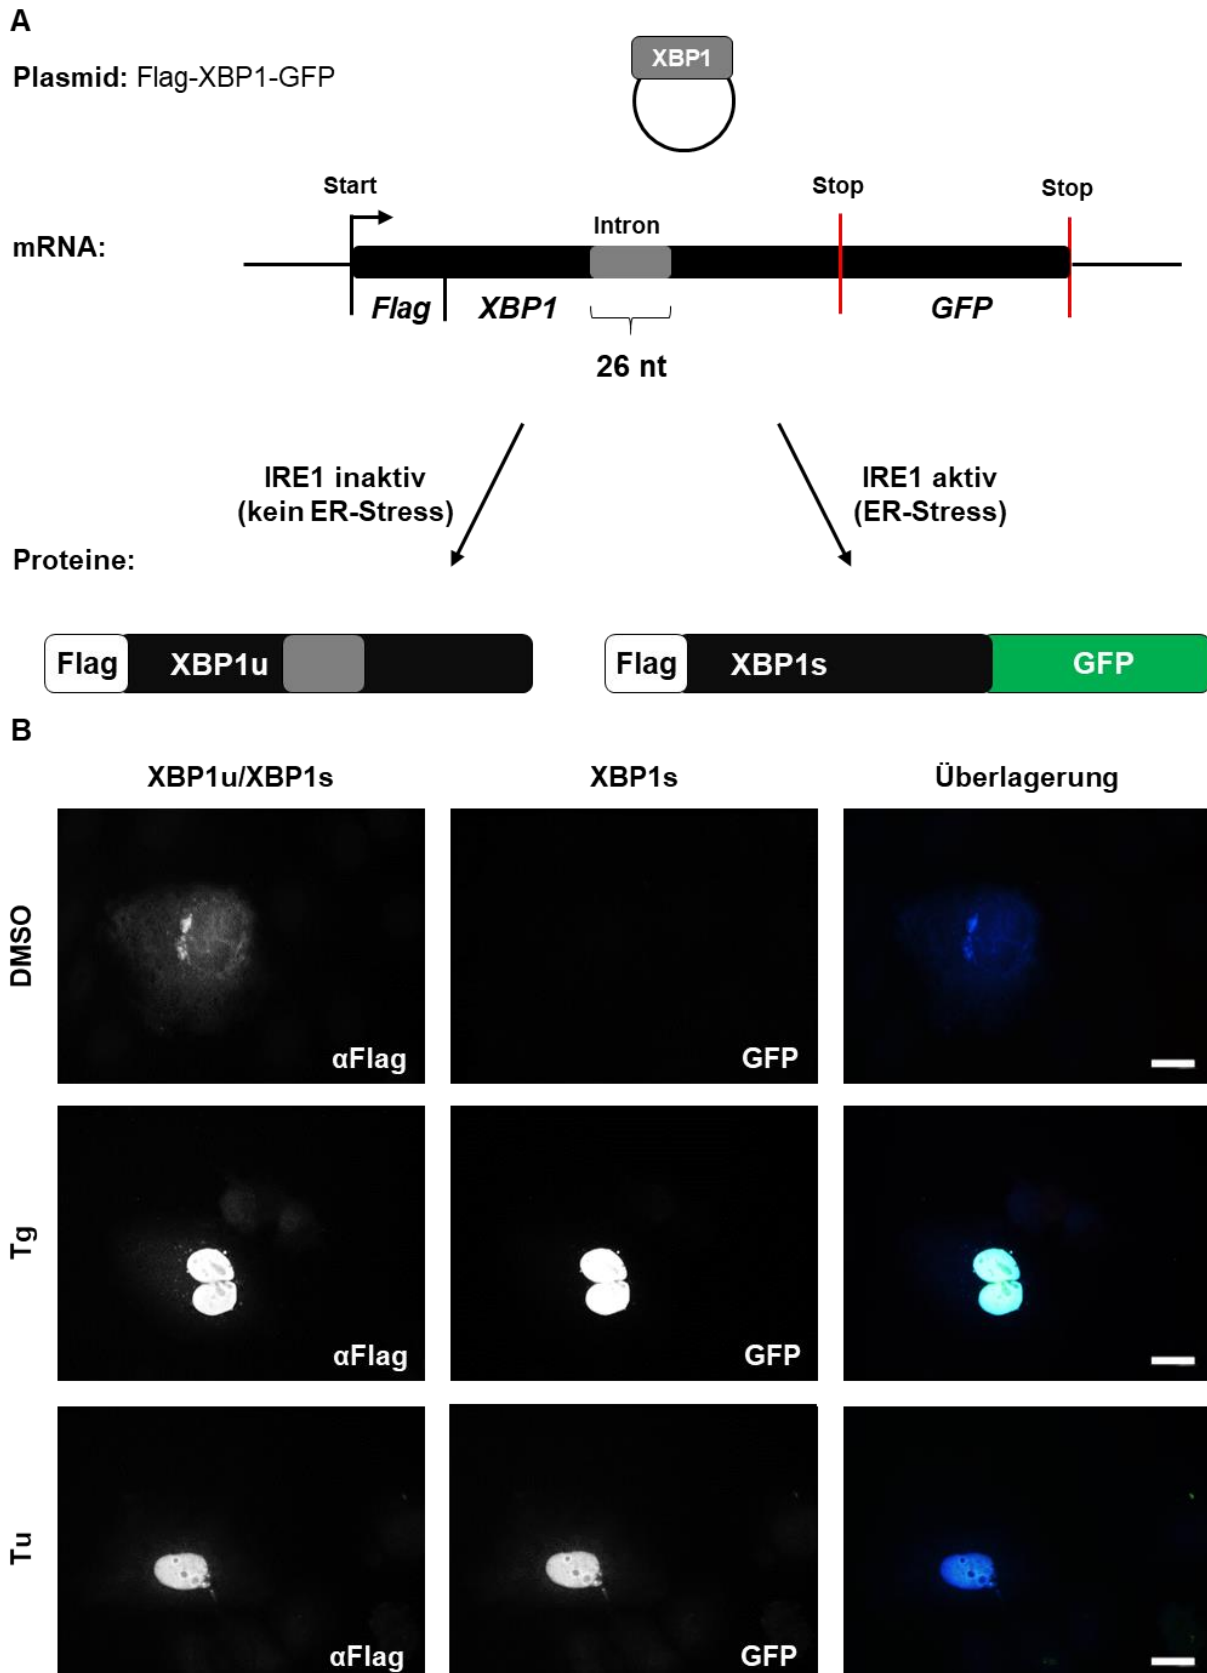 A
Plasmid: Flag-XBP1-GFP
XBP1
Start
Stop
Stop
mRNA:
Intron
Flag
XBP1
GFP
26 nt
IRE1 inaktiv
(kein ER-Stress)
IRE1 aktiv
(ER-Stress)
Proteine:
Flag
XBP1u
Flag
XBP1s
GFP
B
XBP1u/XBP1s
XBP1s
Überlagerung
DMSO
αFlag
GFP
Tg
αFlag
GFP
Tu
αFlag
GFP